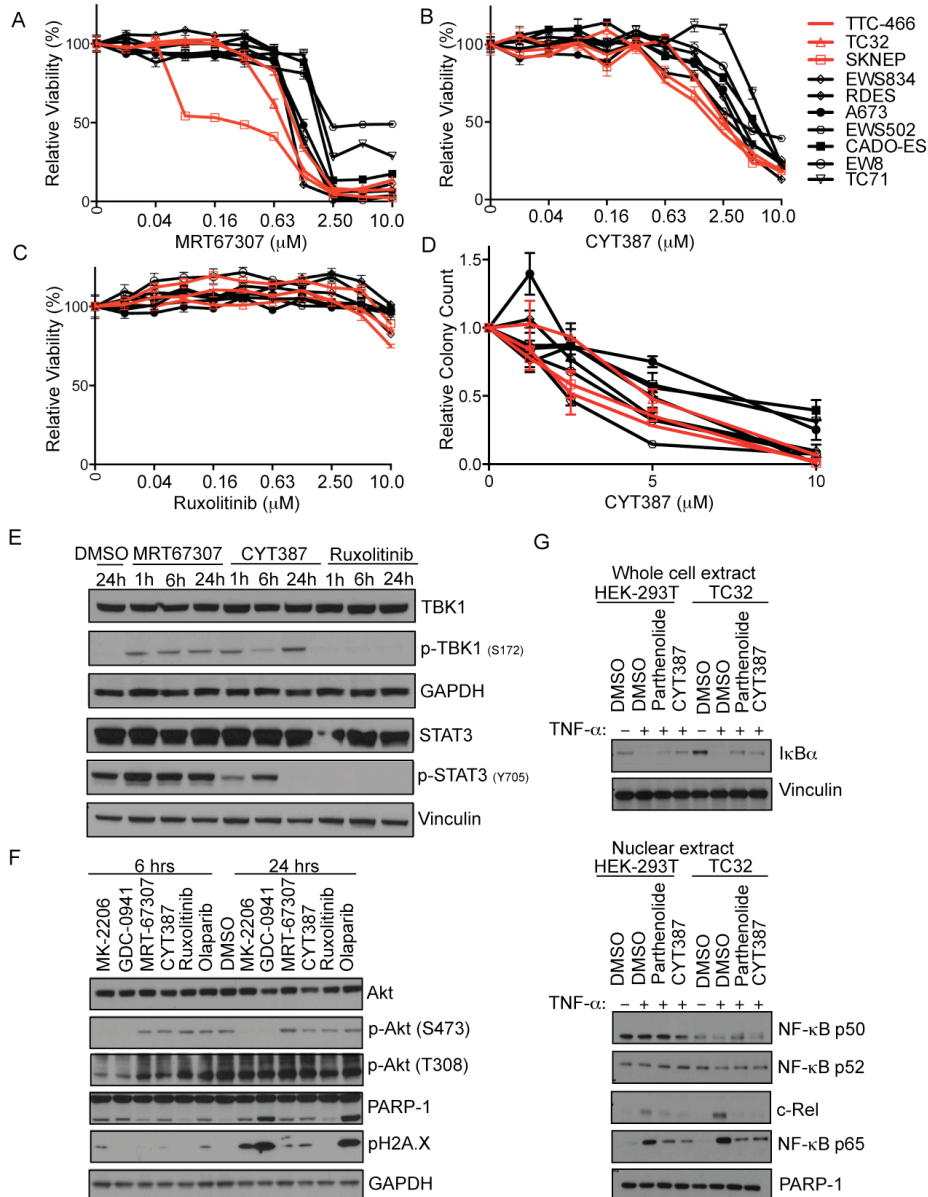 A
Relative Viability (%)
100
50
0
0
0.04
0.16
0.63
2.50
10.0
MRT67307 (μM)
B
Relative Viability (%)
100
50
0
0
0.04
0.16
0.63
2.50
10.0
CYT387 (μM)
TTC-466
TC32
SKNEP
EWS834
RDES
A673
EWS502
CADO-ES
EW8
TC71
C
Relative Viability (%)
100
50
0
0
0.04
0.16
0.63
2.50
10.0
Ruxolitinib (μM)
D
Relative Colony Count
1.5
1.0
0.5
0.0
0
5
10
CYT387 (μM)
E
DMSO MRT67307 CYT387 Ruxolitinib
24h 1h 6h 24h 1h 6h 24h 1h 6h 24h
TBK1
p-TBK1 (S172)
GAPDH
STAT3
p-STAT3 (Y705)
Vinculin
F
6 hrs 24 hrs
MK-2206
GDC-0941
MRT-67307
CYT387
Ruxolitinib
Olaparib
DMSO
MK-2206
GDC-0941
MRT-67307
CYT387
Ruxolitinib
Olaparib
Akt
p-Akt (S473)
p-Akt (T308)
PARP-1
pH2A.X
GAPDH
G
Whole cell extract
HEK-293T TC32
DMSO
DMSO
Parthenolide
CYT387
DMSO
DMSO
Parthenolide
CYT387
TNF-α: – + + + – + + +
IκBα
Vinculin
Nuclear extract
HEK-293T TC32
DMSO
DMSO
Parthenolide
CYT387
DMSO
DMSO
Parthenolide
CYT387
TNF-α: – + + + – + + +
NF-κB p50
NF-κB p52
c-Rel
NF-κB p65
PARP-1